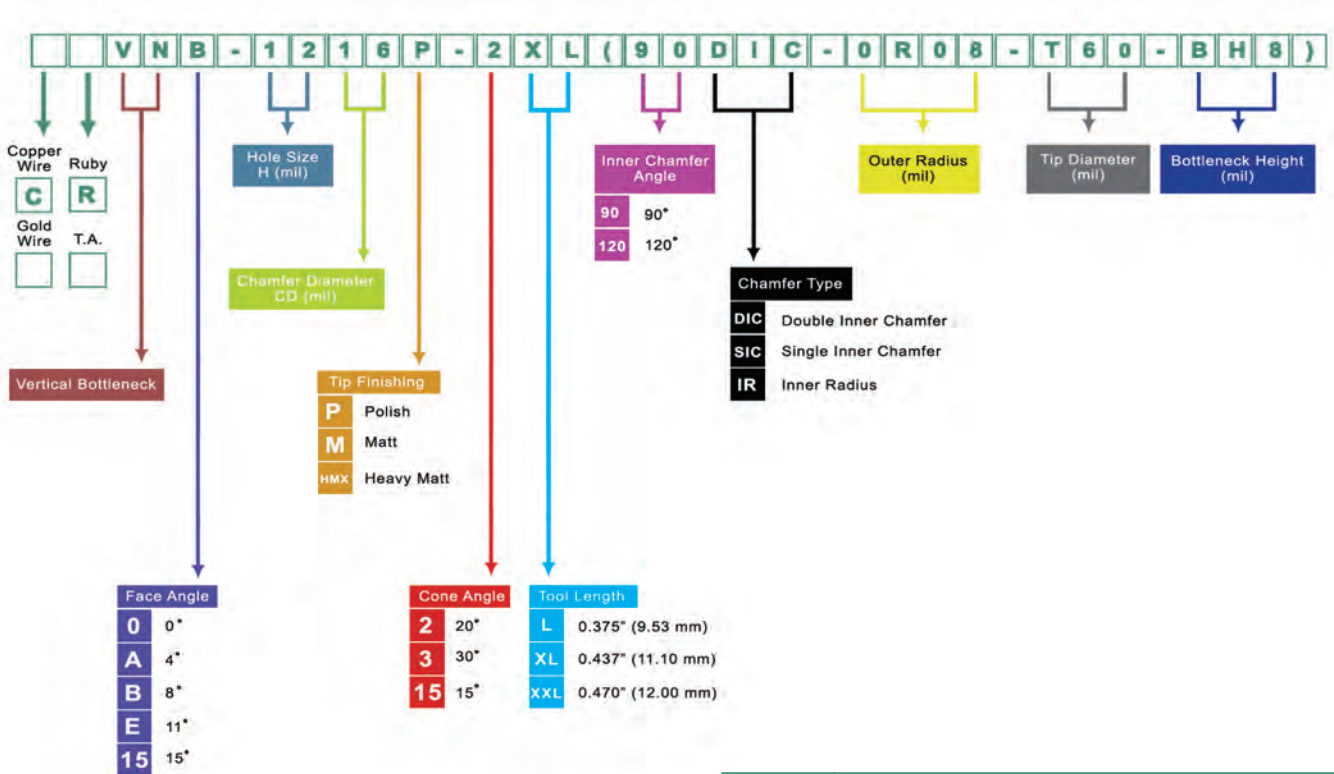 VNB-1216P-2XL(90DIC-0R08-T60-BH8)
Copper
Wire
Ruby
C
R
Gold
Wire
T.A.
Vertical Bottleneck
Hole Size
H (mil)
Chamfer Diameter
CD (mil)
Tip Finishing
P Polish
M Matt
HMX Heavy Matt
Inner Chamfer
Angle
90 90°
120 120°
Chamfer Type
DIC Double Inner Chamfer
SIC Single Inner Chamfer
IR Inner Radius
Outer Radius
(mil)
Tip Diameter
(mil)
Bottleneck Height
(mil)
Face Angle
0 0°
A 4°
B 8°
E 11°
15 15°
Cone Angle
2 20°
3 30°
15 15°
Tool Length
L 0.375" (9.53 mm)
XL 0.437" (11.10 mm)
XXL 0.470" (12.00 mm)